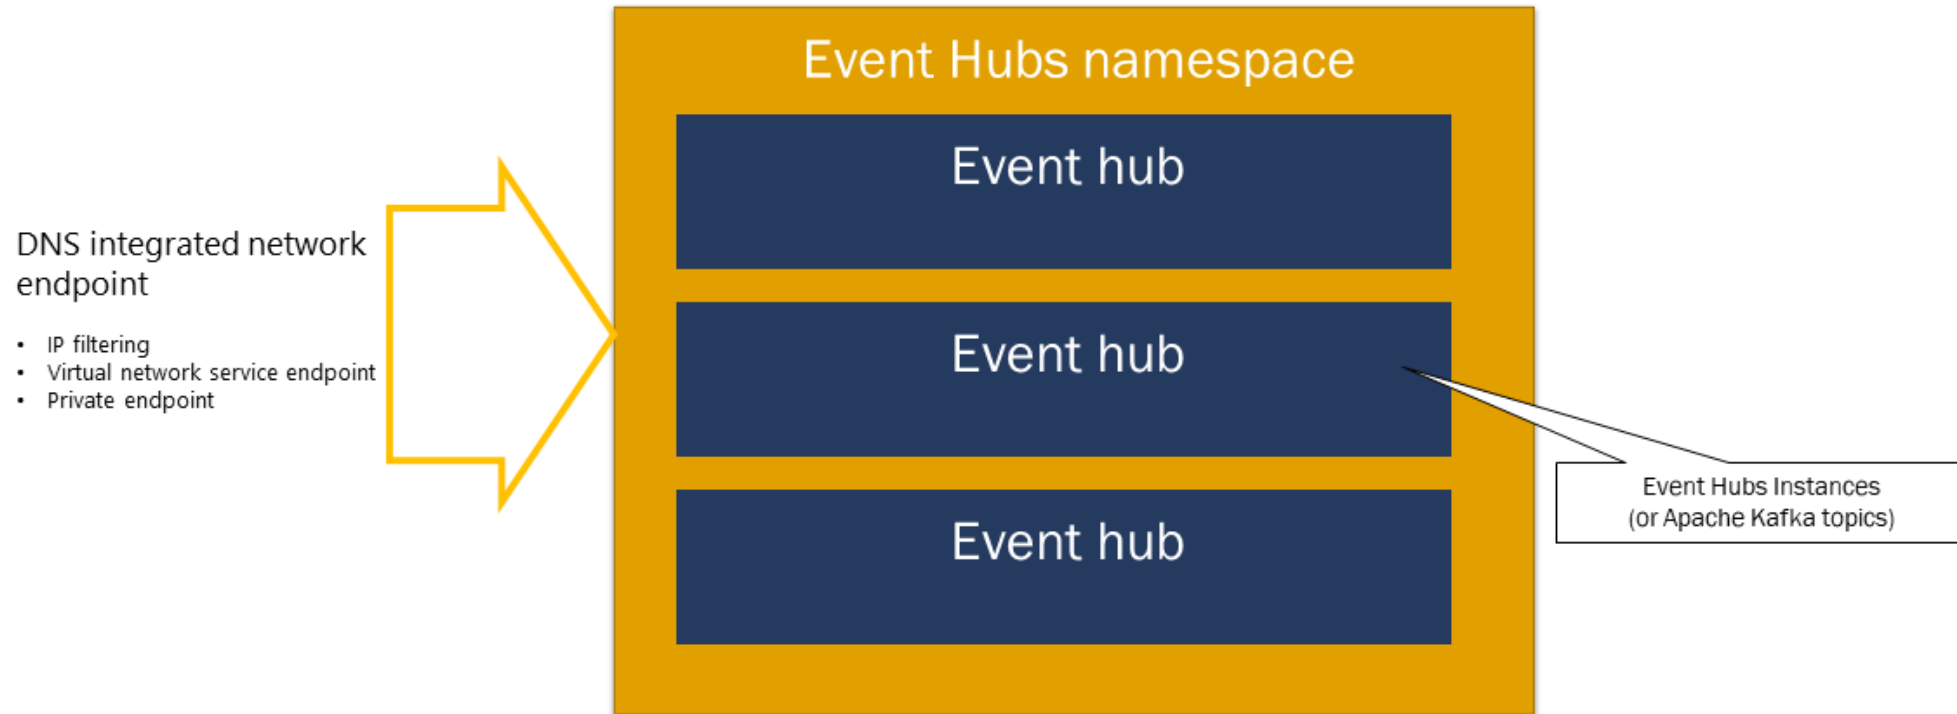 Event Hubs namespace
Event hub
DNS integrated network
endpoint
• IP filtering
• Virtual network service endpoint
• Private endpoint
Event hub
Event Hubs Instances
(or Apache Kafka topics)
Event hub